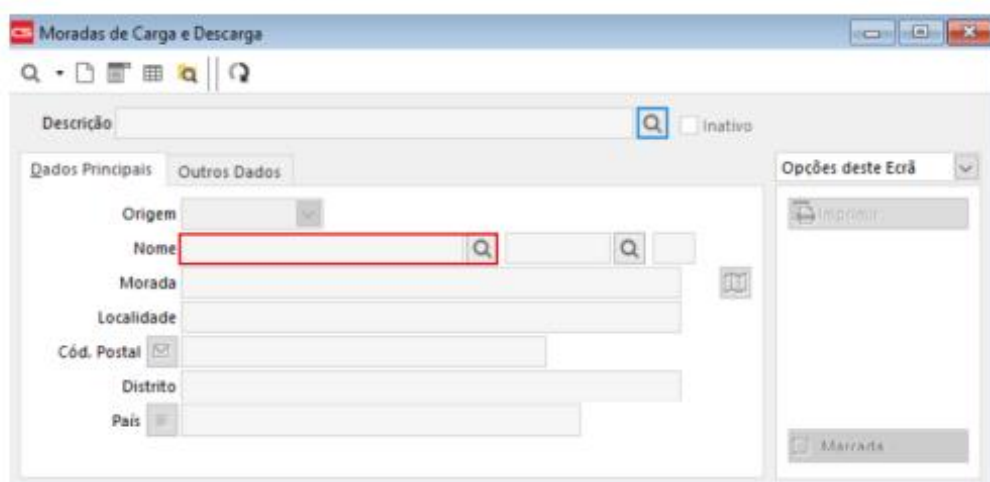 CS Moradas de Carga e Descarga
Descrição
Inativo
Dados Principais Outros Dados
Opções deste Ecrã
Origem
Imprimir
Nome
Morada
Localidade
Cód. Postal
Distrito
País
Marcada